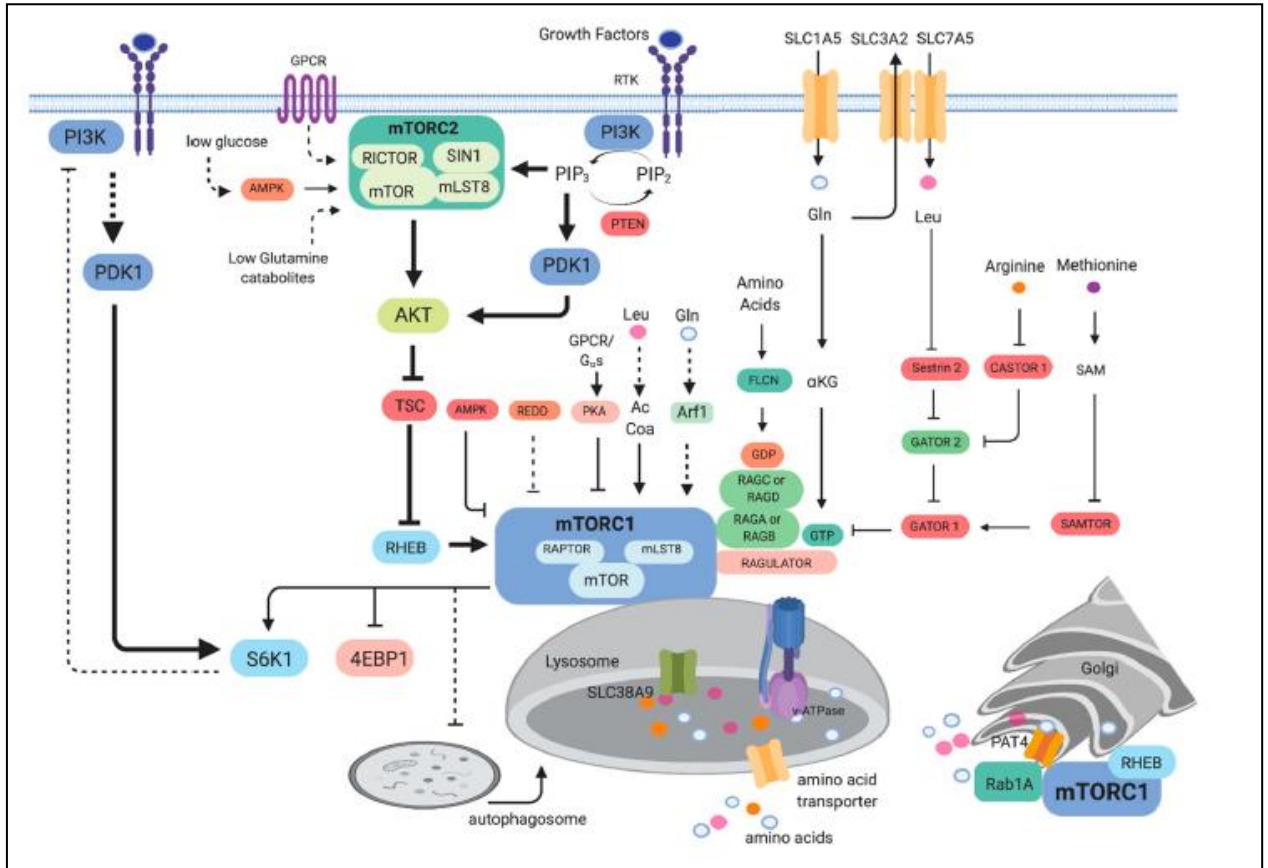 Growth Factors
SLC1A5 SLC3A2 SLC7A5
GPCR
RTK
PI3K
mTORC2
PI3K
low glucose
RICTOR
SIN1
mTOR
mLST8
AMPK
PIP3
PIP2
PTEN
Gln
Leu
Low Glutamine
catabolites
PDK1
PDK1
Arginine
Methionine
Amino
Acids
AKT
Leu
Gln
GPCR/
Gαs
Sestrin 2
CASTOR 1
SAM
FLCN
αKG
TSC
AMPK
REDD
PKA
Ac
Coa
Arf1
GATOR 2
GDP
RAGC or
RAGD
RAGA or
RAGB
GTP
GATOR 1
SAMTOR
RAGULATOR
mTORC1
RAPTOR
mLST8
mTOR
RHEB
S6K1
4EBP1
Lysosome
SLC38A9
v-ATPase
Golgi
PAT4
RHEB
Rab1A
mTORC1
amino acid
transporter
autophagosome
amino acids